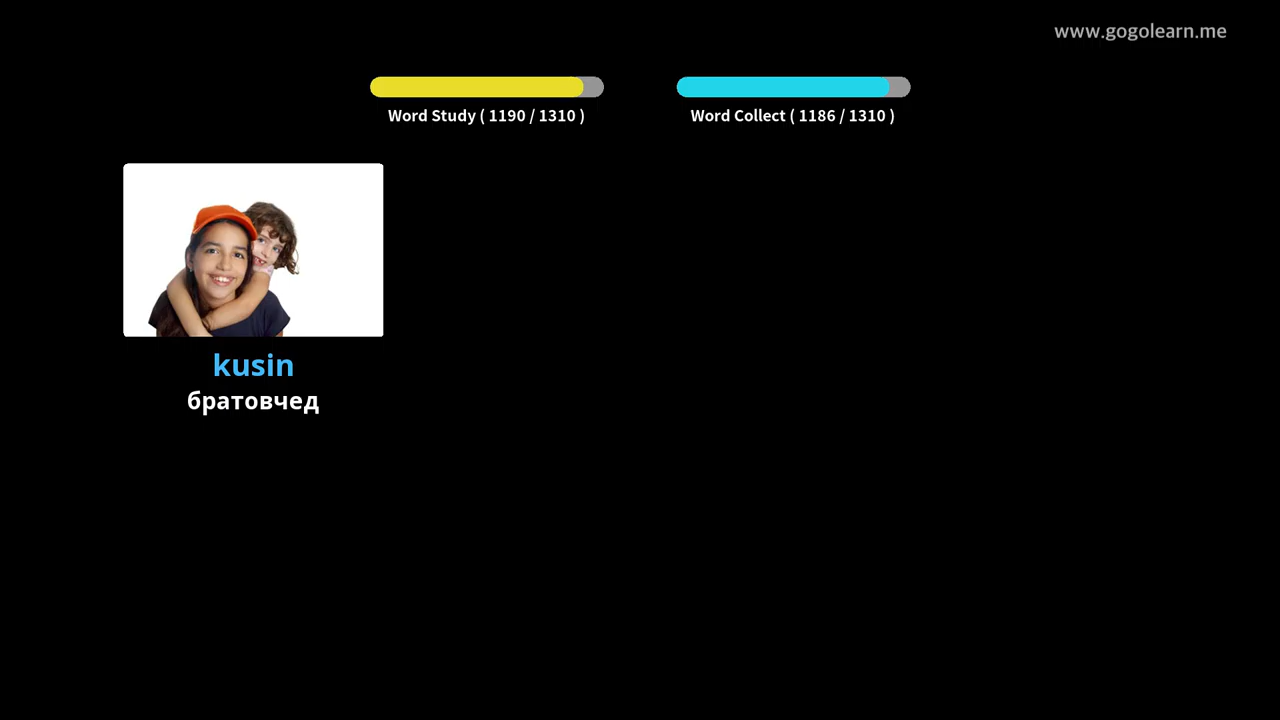 www.gogolearn.me
Word Study ( 1190 / 1310 )
Word Collect ( 1186 / 1310 )
kusin
братовчед